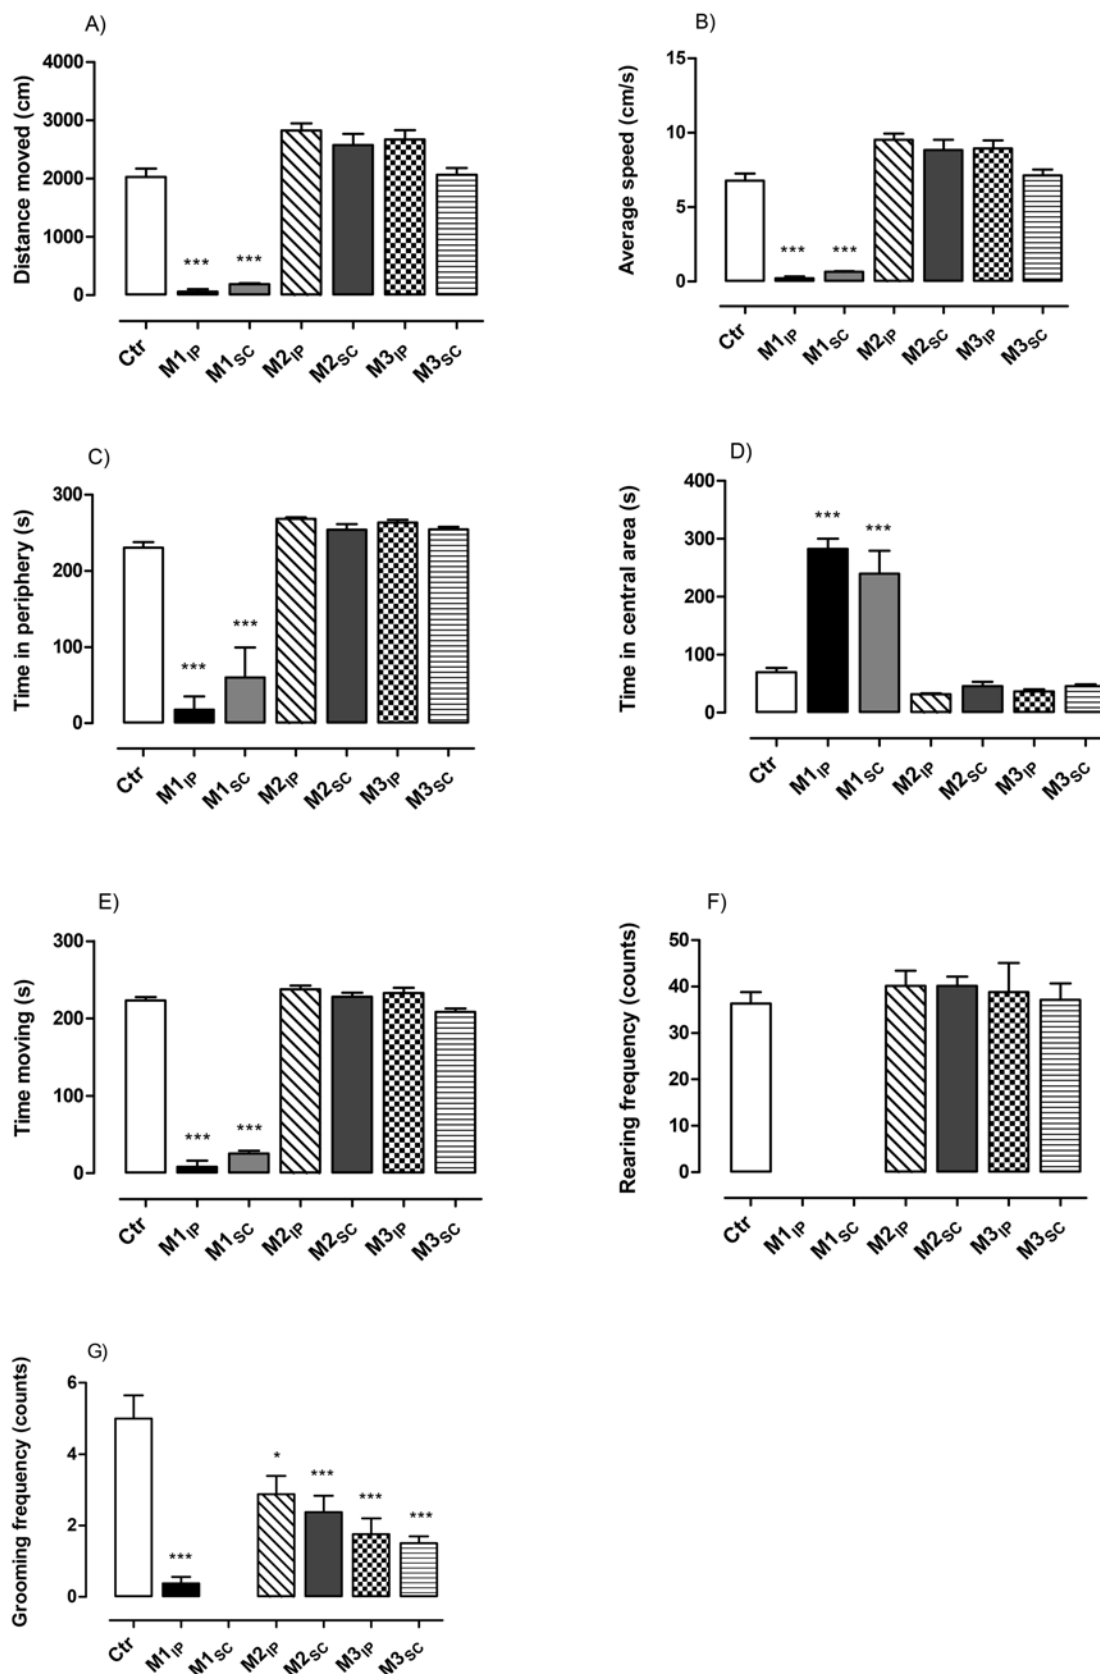 A)
Distance moved (cm)
4000
3000
2000
1000
0
*** ***
Ctr M1IP M1SC M2IP M2SC M3IP M3SC
B)
Average speed (cm/s)
15
10
5
0
*** ***
Ctr M1IP M1SC M2IP M2SC M3IP M3SC
C)
Time in periphery (s)
300
200
100
0
*** ***
Ctr M1IP M1SC M2IP M2SC M3IP M3SC
D)
Time in central area (s)
400
300
200
100
0
*** ***
Ctr M1IP M1SC M2IP M2SC M3IP M3SC
E)
Time moving (s)
300
200
100
0
*** ***
Ctr M1IP M1SC M2IP M2SC M3IP M3SC
F)
Rearing frequency (counts)
50
40
30
20
10
0
Ctr M1IP M1SC M2IP M2SC M3IP M3SC
G)
Grooming frequency (counts)
6
4
2
0
*** * *** *** ***
Ctr M1IP M1SC M2IP M2SC M3IP M3SC